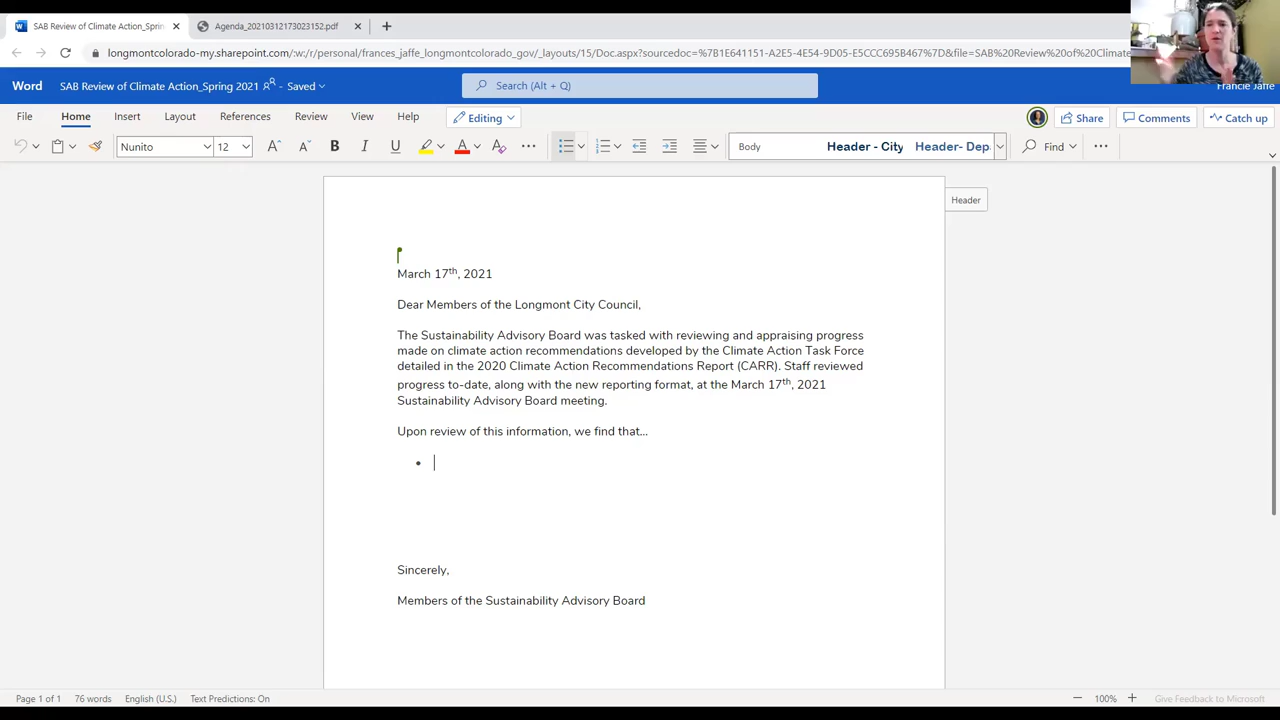 SAB Review of Climate Action_Sprin
Agenda_20210312173023152.pdf
longmontcolorado-my.sharepoint.com/:w:/r/personal/frances_jaffe_longmontcolorado_gov/_layouts/15/Doc.aspx?sourcedoc=%7B1E641151-A2E5-4E54-9D05-E5CCC695B467%7D&file=SAB%20Review%20of%20Climate
Francie Jaffe
Word SAB Review of Climate Action_Spring 2021 - Saved
Search (Alt + Q)
File Home Insert Layout References Review View Help Editing Share Comments Catch up
Nunito 12 B I U A Body Header - City Header- Dep Find
Header
March 17th, 2021
Dear Members of the Longmont City Council,
The Sustainability Advisory Board was tasked with reviewing and appraising progress
made on climate action recommendations developed by the Climate Action Task Force
detailed in the 2020 Climate Action Recommendations Report (CARR). Staff reviewed
progress to-date, along with the new reporting format, at the March 17th, 2021
Sustainability Advisory Board meeting.
Upon review of this information, we find that...
•
Sincerely,
Members of the Sustainability Advisory Board
Page 1 of 1 76 words English (U.S.) Text Predictions: On 100% Give Feedback to Microsoft